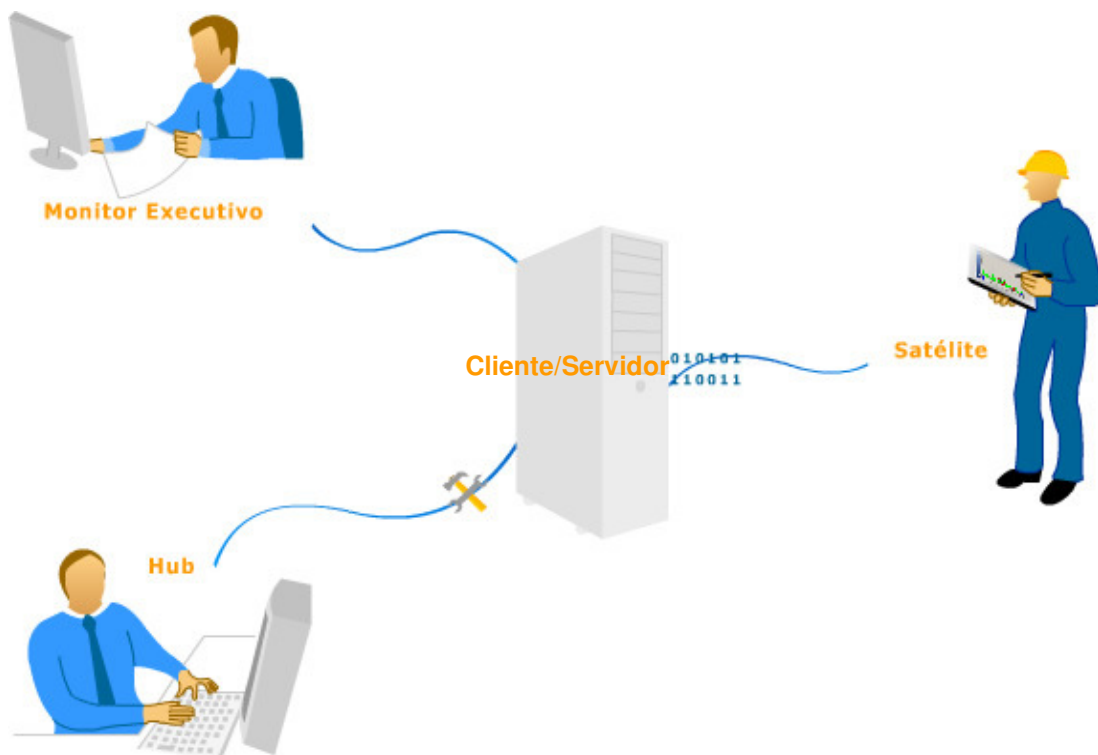 Monitor Executivo
Cliente/Servidor
010101
110011
Satélite
Hub